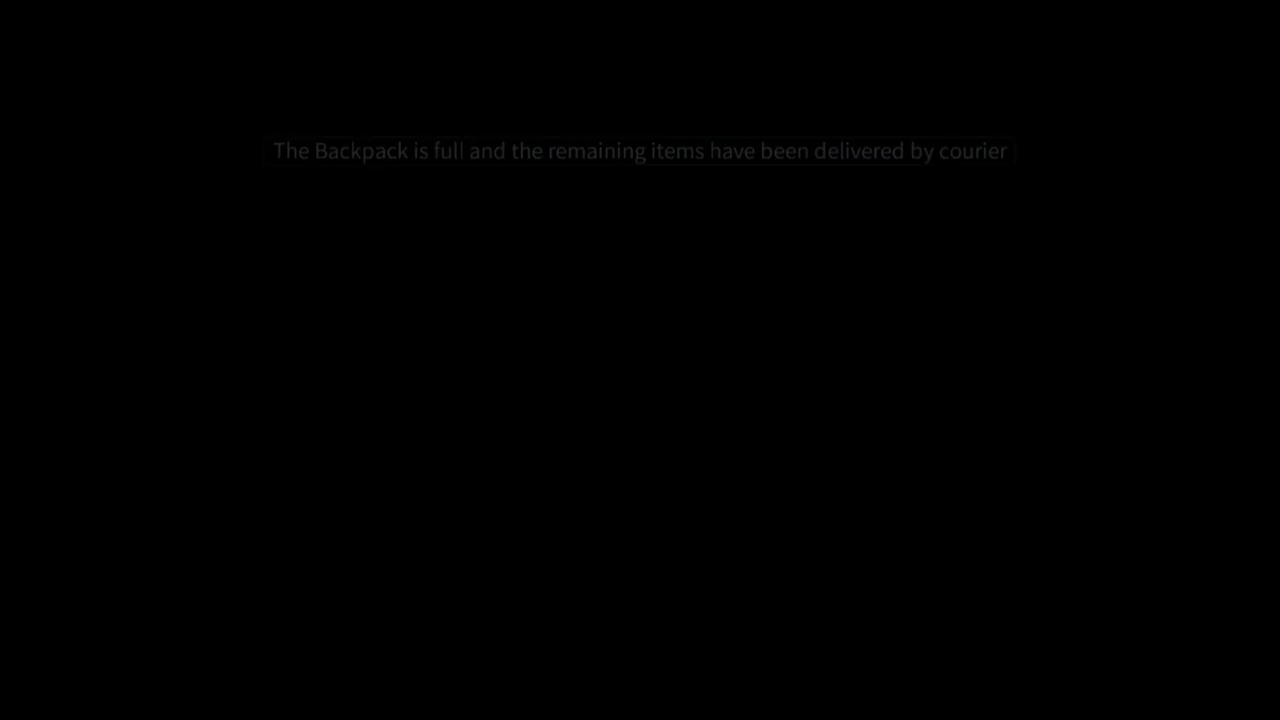 The Backpack is full and the remaining items have been delivered by courier